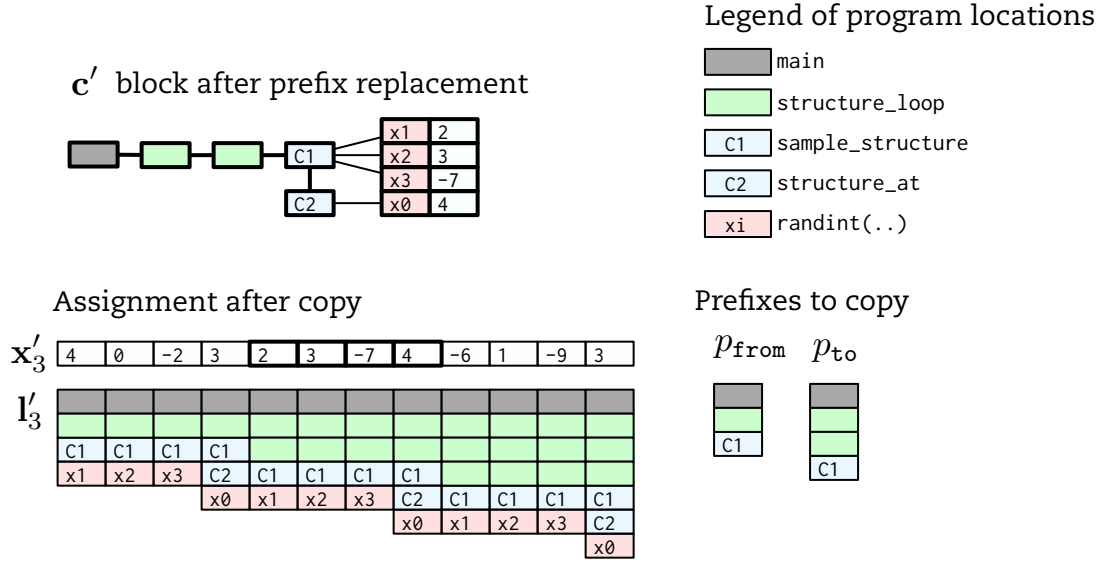 Legend of program locations
main
structure_loop
C1 sample_structure
C2 structure_at
xi randint(..)
c′ block after prefix replacement
C1
C2
x1 2
x2 3
x3 -7
x0 4
Assignment after copy
x′3 4 0 -2 3 2 3 -7 4 -6 1 -9 3
l′3
C1 C1 C1 C1
x1 x2 x3 C2 C1 C1 C1 C1
x0 x1 x2 x3 C2 C1 C1 C1 C1
x0 x1 x2 x3 C2
x0
Prefixes to copy
pfrom pto
C1
C1